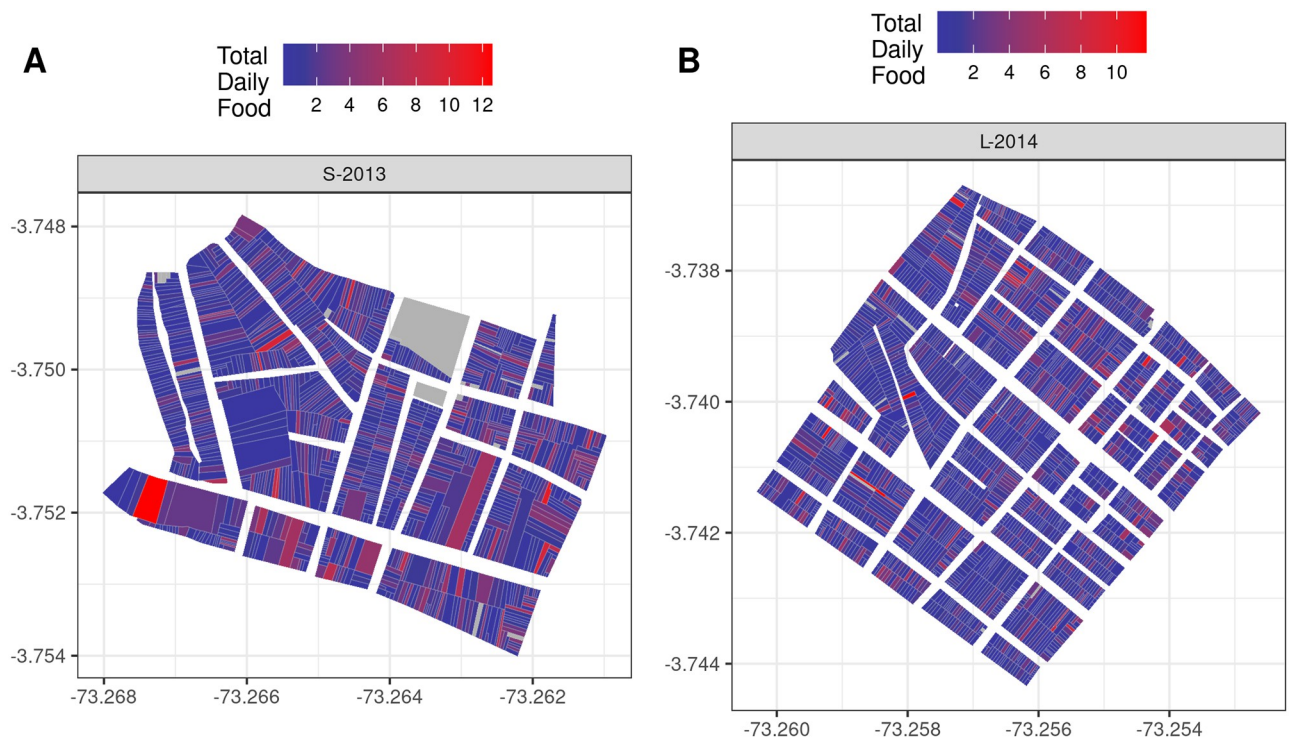 A
Total
Daily
Food
2 4 6 8 10 12
S-2013
-3.748
-3.750
-3.752
-3.754
-73.268 -73.266 -73.264 -73.262
B
Total
Daily
Food
2 4 6 8 10
L-2014
-3.738
-3.740
-3.742
-3.744
-73.260 -73.258 -73.256 -73.254